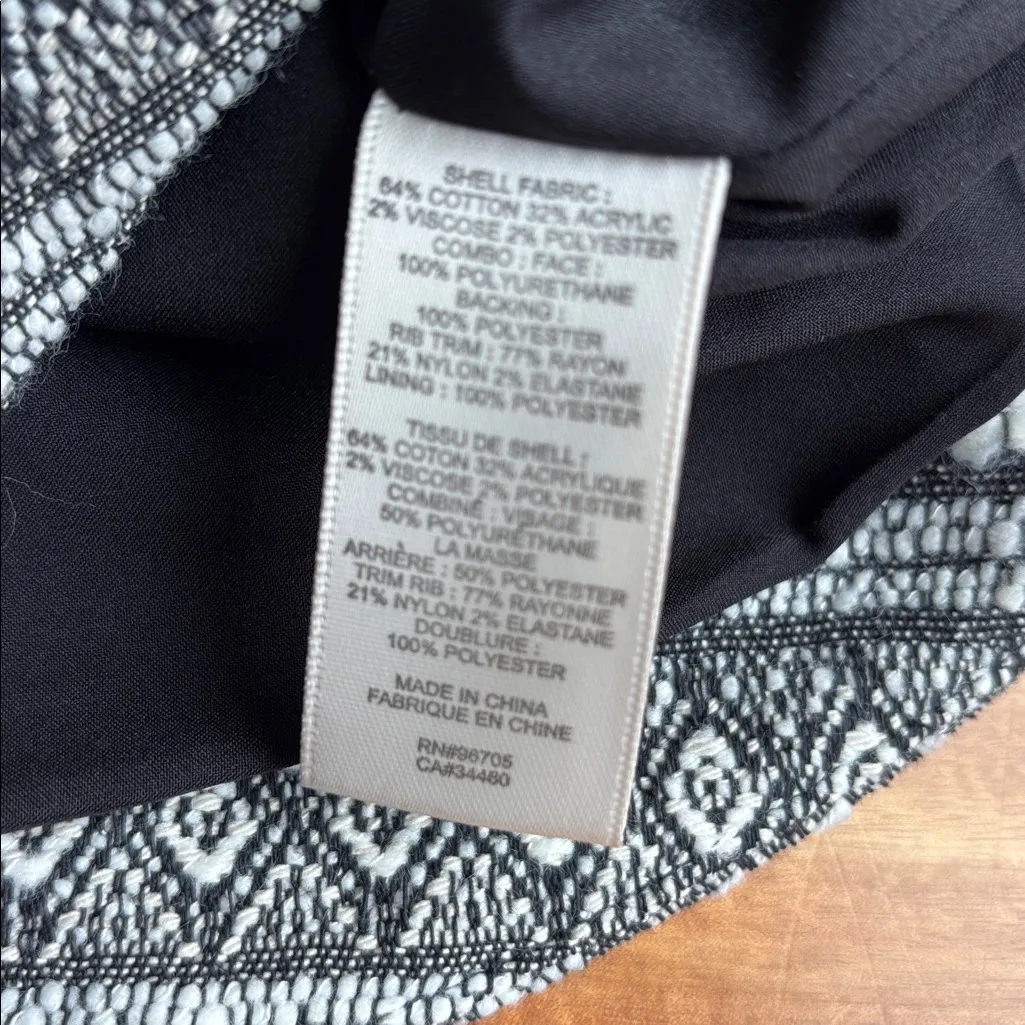 SHELL FABRIC :
64% COTTON 32% ACRYLIC
2% VISCOSE 2% POLYESTER
COMBO : FACE :
100% POLYURETHANE
BACKING :
100% POLYESTER
RIB TRIM : 77% RAYON
21% NYLON 2% ELASTANE
LINING : 100% POLYESTER
TISSU DE SHELL :
64% COTON 32% ACRYLIQUE
2% VISCOSE 2% POLYESTER
COMBINÉ : VISAGE :
50% POLYURÉTHANE
LA MASSE
ARRIÈRE : 50% POLYESTER
TRIM RIB : 77% RAYONNE
21% NYLON 2% ELASTANE
DOUBLURE :
100% POLYESTER
MADE IN CHINA
FABRIQUE EN CHINE
RN#96705
CA#34460